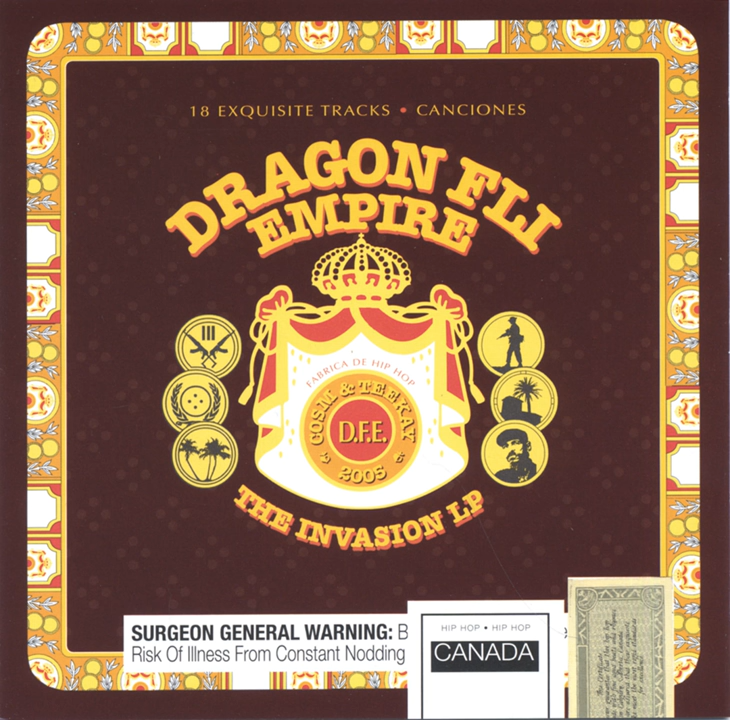 18 EXQUISITE TRACKS • CANCIONES
DRAGON FLI
EMPIRE
III
FABRICA DE HIP HOP
COSM & TEEKAY
D.F.E.
2005
THE INVASION LP
SURGEON GENERAL WARNING: B
Risk Of Illness From Constant Nodding
HIP HOP • HIP HOP
CANADA